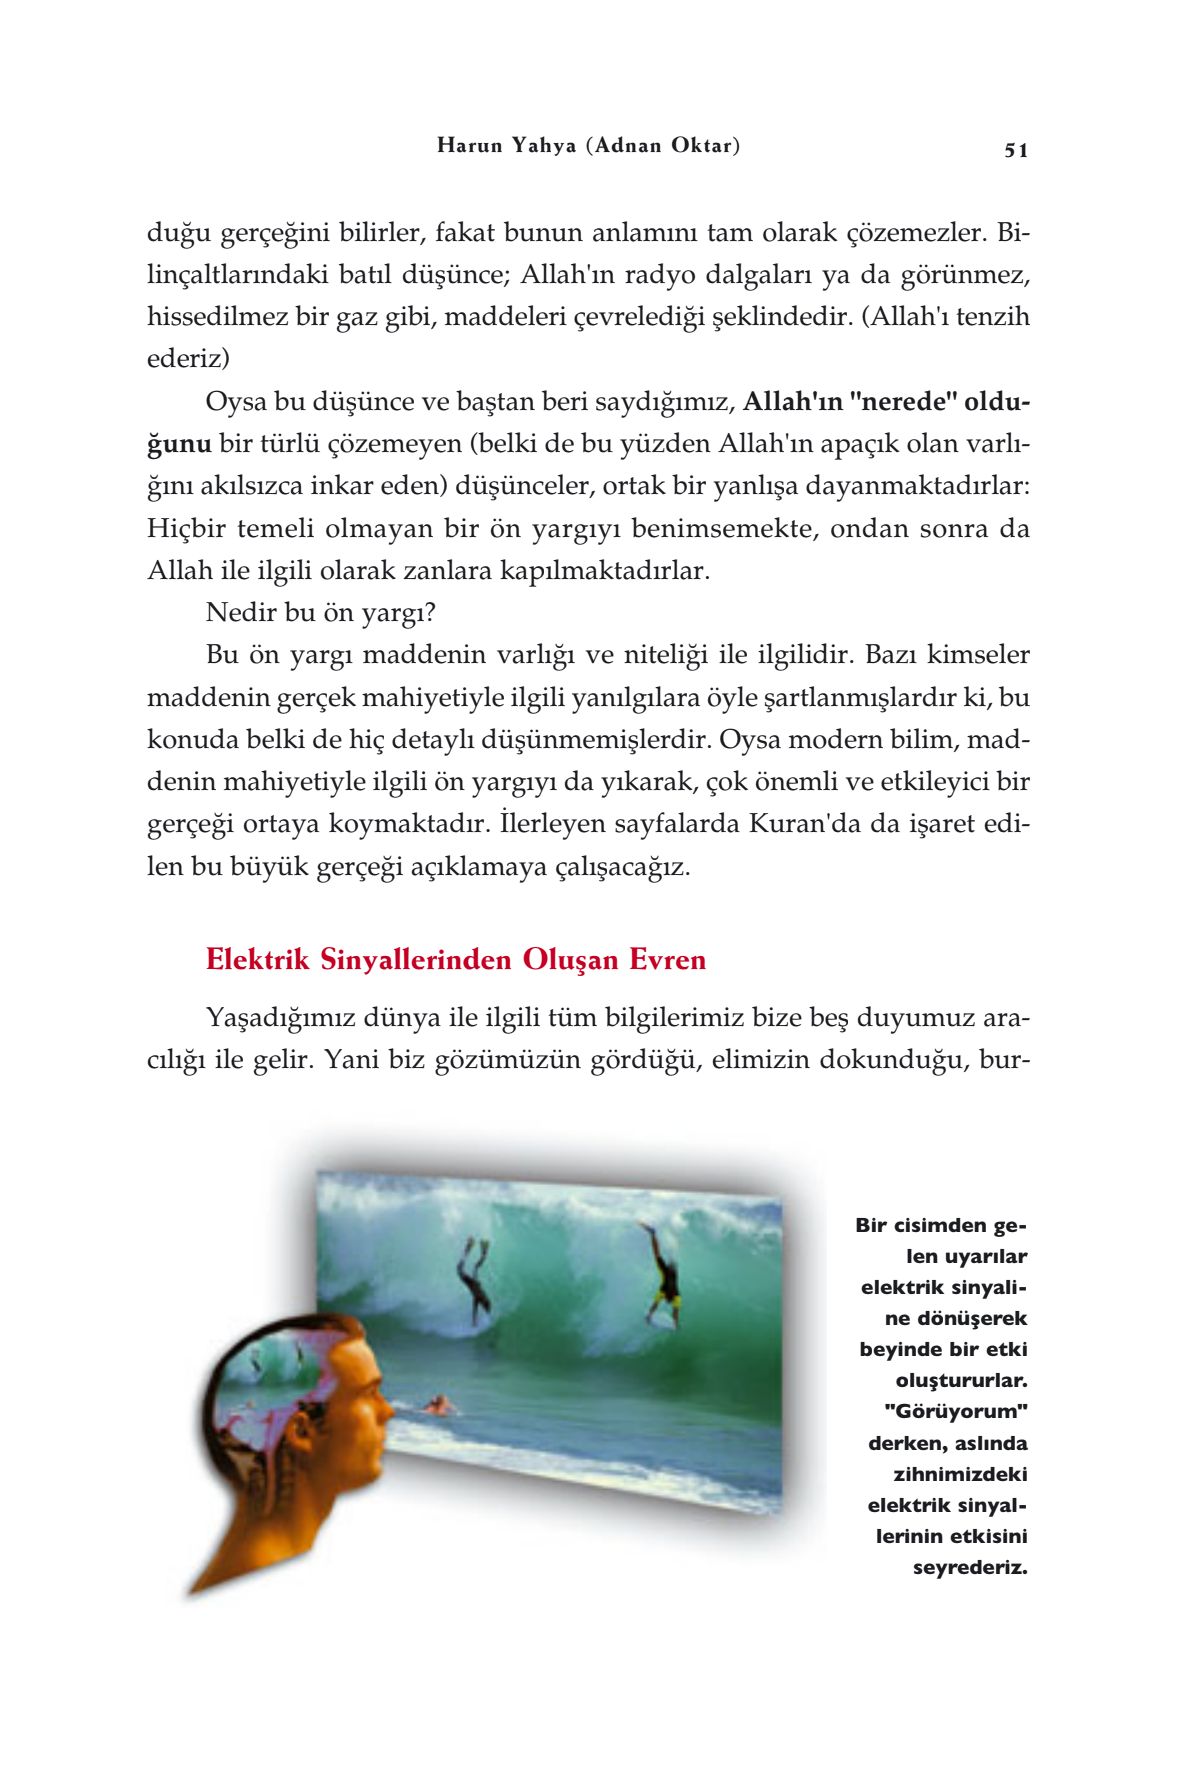 Harun Yahya (Adnan Oktar)
51
duğu gerçeğini bilirler, fakat bunun anlamını tam olarak çözemezler. Bi-
linçaltlarındaki batıl düşünce; Allah'ın radyo dalgaları ya da görünmez,
hissedilmez bir gaz gibi, maddeleri çevrelediği şeklindedir. (Allah'ı tenzih
ederiz)
Oysa bu düşünce ve baştan beri saydığımız, Allah'ın "nerede" oldu-
ğunu bir türlü çözemeyen (belki de bu yüzden Allah'ın apaçık olan varlı-
ğını akılsızca inkar eden) düşünceler, ortak bir yanlışa dayanmaktadırlar:
Hiçbir temeli olmayan bir ön yargıyı benimsemekte, ondan sonra da
Allah ile ilgili olarak zanlara kapılmaktadırlar.
Nedir bu ön yargı?
Bu ön yargı maddenin varlığı ve niteliği ile ilgilidir. Bazı kimseler
maddenin gerçek mahiyetiyle ilgili yanılgılara öyle şartlanmışlardır ki, bu
konuda belki de hiç detaylı düşünmemişlerdir. Oysa modern bilim, mad-
denin mahiyetiyle ilgili ön yargıyı da yıkarak, çok önemli ve etkileyici bir
gerçeği ortaya koymaktadır. İlerleyen sayfalarda Kuran'da da işaret edi-
len bu büyük gerçeği açıklamaya çalışacağız.
Elektrik Sinyallerinden Oluşan Evren
Yaşadığımız dünya ile ilgili tüm bilgilerimiz bize beş duyumuz ara-
cılığı ile gelir. Yani biz gözümüzün gördüğü, elimizin dokunduğu, bur-
Bir cisimden ge-
len uyarılar
elektrik sinyali-
ne dönüşerek
beyinde bir etki
oluştururlar.
"Görüyorum"
derken, aslında
zihnimizdeki
elektrik sinyal-
lerinin etkisini
seyrederiz.